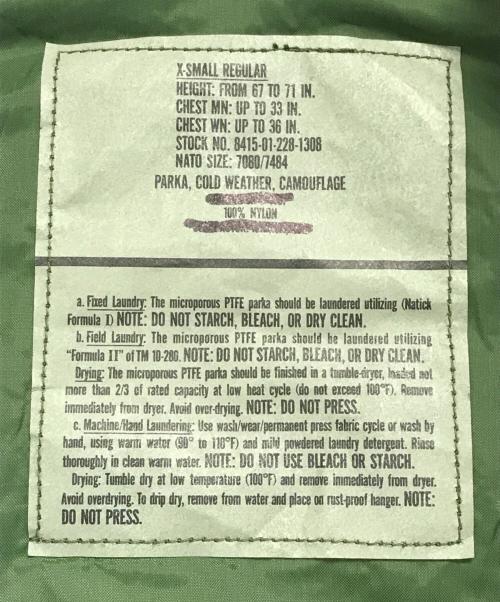 X-SMALL REGULAR
HEIGHT: FROM 67 TO 71 IN.
CHEST MN: UP TO 33 IN.
CHEST WN: UP TO 36 IN.
STOCK NO. 8415-01-228-1308
NATO SIZE: 7080/7484
PARKA, COLD WEATHER, CAMOUFLAGE
100% NYLON
a. Fixed Laundry: The microporous PTFE parka should be laundered utilizing (Natick
Formula I) NOTE: DO NOT STARCH, BLEACH, OR DRY CLEAN.
b. Field Laundry: The microporous PTFE parka should be laundered utilizing
"Formula II" of TM 10-280. NOTE: DO NOT STARCH, BLEACH, OR DRY CLEAN.
Drying: The microporous PTFE parka should be finished in a tumble-dryer, loaded not
more than 2/3 of rated capacity at low heat cycle (do not exceed 100°F). Remove
immediately from dryer. Avoid over-drying. NOTE: DO NOT PRESS.
c. Machine/Hand Laundering: Use wash/wear/permanent press fabric cycle or wash by
hand, using warm water (90° to 110°F) and mild powdered laundry detergent. Rinse
thoroughly in clean warm water. NOTE: DO NOT USE BLEACH OR STARCH.
Drying: Tumble dry at low temperature (100°F) and remove immediately from dryer.
Avoid overdrying. To drip dry, remove from water and place on rust-proof hanger. NOTE:
DO NOT PRESS.